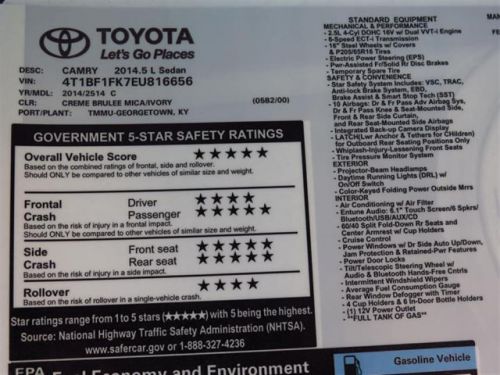 TOYOTA
Let's Go Places
DESC: CAMRY 2014.5 L Sedan
VIN: 4T1BF1FK7EU816656
YR/MDL: 2014/2514 C
CLR: CREME BRULEE MICA/IVORY (05B2/00)
PORT/PLANT: TMMU-GEORGETOWN, KY
GOVERNMENT 5-STAR SAFETY RATINGS
Overall Vehicle Score ★★★★★
Based on the combined ratings of frontal, side and rollover.
Should ONLY be compared to other vehicles of similar size and weight.
Frontal Driver ★★★★
Crash Passenger ★★★★★
Based on the risk of injury in a frontal impact.
Should ONLY be compared to other vehicles of similar size and weight.
Side Front seat ★★★★★
Crash Rear seat ★★★★★
Based on the risk of injury in a side impact.
Rollover ★★★★
Based on the risk of rollover in a single-vehicle crash.
Star ratings range from 1 to 5 stars (★★★★★) with 5 being the highest.
Source: National Highway Traffic Safety Administration (NHTSA).
www.safercar.gov or 1-888-327-4236
EPA Fuel Economy and Environment
STANDARD EQUIPMENT
MECHANICAL & PERFORMANCE
- 2.5L 4-Cyl DOHC 16V w/ Dual VVT-i Engine
- 6-Speed ECT-i Transmission
- 16" Steel Wheels w/ Covers
& P205/65R16 Tires
- Electric Power Steering (EPS)
- Pwr-Assisted Fr/Solid Rr Disc Brakes
- Temporary Spare Tire
SAFETY & CONVENIENCE
- Star Safety System Includes: VSC, TRAC,
Anti-lock Brake System, EBD,
Brake Assist & Smart Stop Tech (SST)
- 10 Airbags: Dr & Fr Pass Adv Airbag Sys,
Dr & Fr Pass Knee & Seat-Mounted Side,
Front & Rear Side Curtain,
and Rear Seat-Mounted Side Airbags
- Integrated Back-up Camera Display
- LATCH(Lwr Anchor & Tethers for Children)
for Outboard Rear Seating Positions Only
- Whiplash-Injury-Lessening Front Seats
- Tire Pressure Monitor System
EXTERIOR
- Projector-Beam Headlamps
- Daytime Running Lights (DRL) w/
On/Off Switch
- Color-Keyed Folding Power Outside Mrrs
INTERIOR
- Air Conditioning w/ Air Filter
- Entune Audio: 6.1" Touch Screen/6 Spkrs/
Bluetooth/USB/AUX/CD
- 60/40 Split Fold-Down Rr Seats and
Center Armrest w/ Cup Holders
- Cruise Control
- Power Windows w/ Dr Side Auto Up/Down,
Jam Protection & Retained-Pwr Features
- Power Door Locks
- Tilt/Telescopic Steering Wheel w/
Audio & Bluetooth Hands-Free Cntrls
- Intermittent Windshield Wipers
- Average Fuel Consumption Gauge
- Rear Window Defogger with Timer
- 4 Cup Holders & 6 In-Door Bottle Holders
- (1) 12V Power Outlet
- **FULL TANK OF GAS**
Gasoline Vehicle